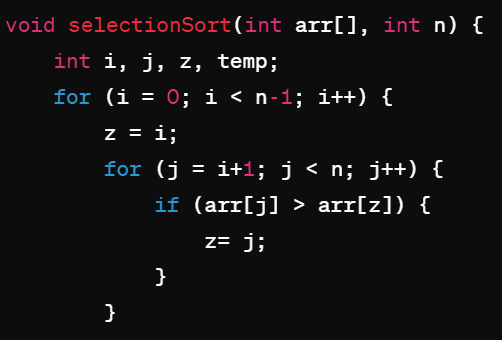 void selectionSort(int arr[], int n) {
    int i, j, z, temp;
    for (i = 0; i < n-1; i++) {
        z = i;
        for (j = i+1; j < n; j++) {
            if (arr[j] > arr[z]) {
                z= j;
            }
        }